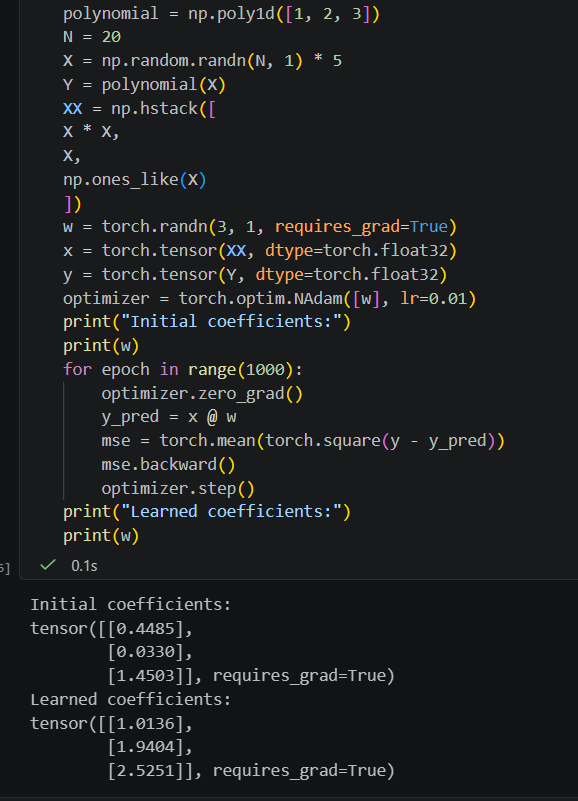 polynomial = np.poly1d([1, 2, 3])
N = 20
X = np.random.randn(N, 1) * 5
Y = polynomial(X)
XX = np.hstack([
X * X,
X,
np.ones_like(X)
])
w = torch.randn(3, 1, requires_grad=True)
x = torch.tensor(XX, dtype=torch.float32)
y = torch.tensor(Y, dtype=torch.float32)
optimizer = torch.optim.NAdam([w], lr=0.01)
print("Initial coefficients:")
print(w)
for epoch in range(1000):
    optimizer.zero_grad()
    y_pred = x @ w
    mse = torch.mean(torch.square(y - y_pred))
    mse.backward()
    optimizer.step()
print("Learned coefficients:")
print(w)
✓ 0.1s
Initial coefficients:
tensor([[0.4485],
        [0.0330],
        [1.4503]], requires_grad=True)
Learned coefficients:
tensor([[1.0136],
        [1.9404],
        [2.5251]], requires_grad=True)